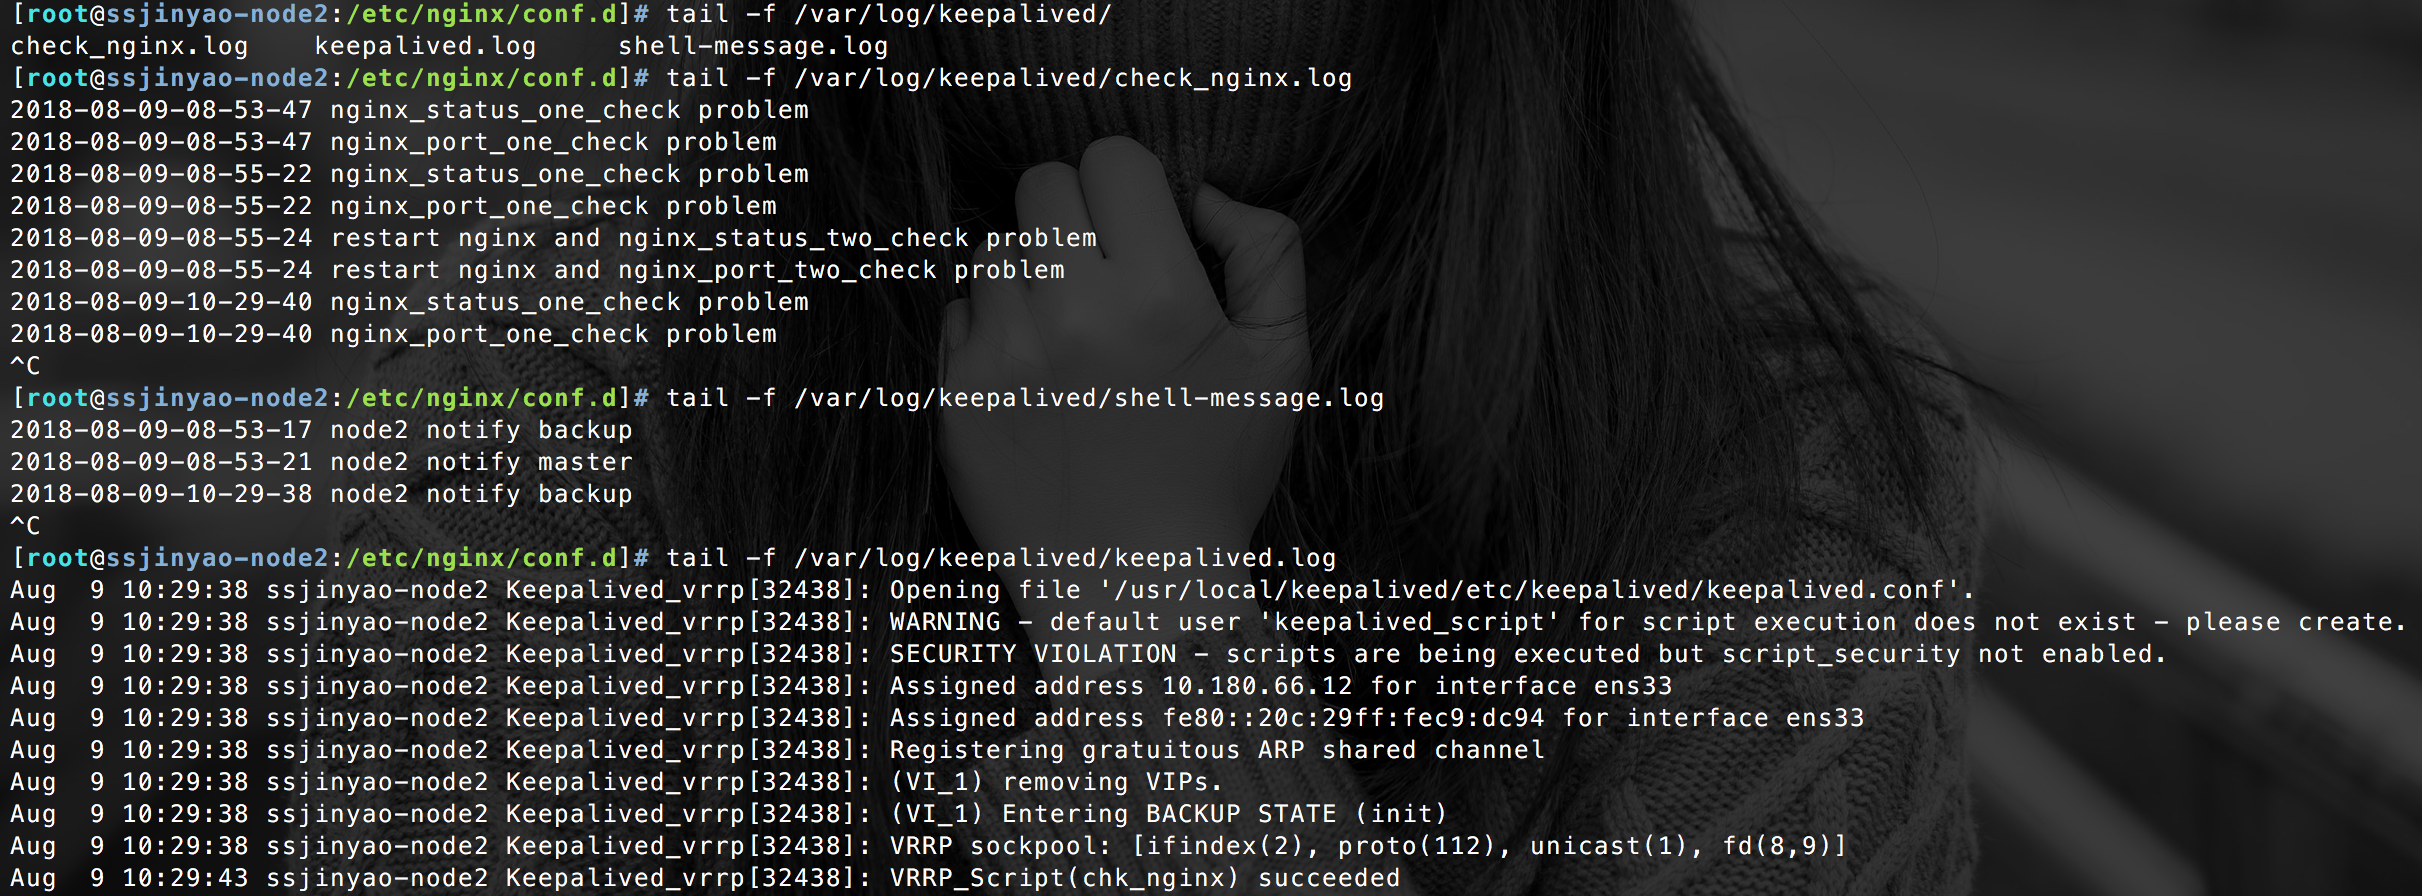 [root@ssjinyao-node2:/etc/nginx/conf.d]# tail -f /var/log/keepalived/
check_nginx.log    keepalived.log     shell-message.log
[root@ssjinyao-node2:/etc/nginx/conf.d]# tail -f /var/log/keepalived/check_nginx.log
2018-08-09-08-53-47 nginx_status_one_check problem
2018-08-09-08-53-47 nginx_port_one_check problem
2018-08-09-08-55-22 nginx_status_one_check problem
2018-08-09-08-55-22 nginx_port_one_check problem
2018-08-09-08-55-24 restart nginx and nginx_status_two_check problem
2018-08-09-08-55-24 restart nginx and nginx_port_two_check problem
2018-08-09-10-29-40 nginx_status_one_check problem
2018-08-09-10-29-40 nginx_port_one_check problem
^C
[root@ssjinyao-node2:/etc/nginx/conf.d]# tail -f /var/log/keepalived/shell-message.log
2018-08-09-08-53-17 node2 notify backup
2018-08-09-08-53-21 node2 notify master
2018-08-09-10-29-38 node2 notify backup
^C
[root@ssjinyao-node2:/etc/nginx/conf.d]# tail -f /var/log/keepalived/keepalived.log
Aug  9 10:29:38 ssjinyao-node2 Keepalived_vrrp[32438]: Opening file '/usr/local/keepalived/etc/keepalived/keepalived.conf'.
Aug  9 10:29:38 ssjinyao-node2 Keepalived_vrrp[32438]: WARNING - default user 'keepalived_script' for script execution does not exist - please create.
Aug  9 10:29:38 ssjinyao-node2 Keepalived_vrrp[32438]: SECURITY VIOLATION - scripts are being executed but script_security not enabled.
Aug  9 10:29:38 ssjinyao-node2 Keepalived_vrrp[32438]: Assigned address 10.180.66.12 for interface ens33
Aug  9 10:29:38 ssjinyao-node2 Keepalived_vrrp[32438]: Assigned address fe80::20c:29ff:fec9:dc94 for interface ens33
Aug  9 10:29:38 ssjinyao-node2 Keepalived_vrrp[32438]: Registering gratuitous ARP shared channel
Aug  9 10:29:38 ssjinyao-node2 Keepalived_vrrp[32438]: (VI_1) removing VIPs.
Aug  9 10:29:38 ssjinyao-node2 Keepalived_vrrp[32438]: (VI_1) Entering BACKUP STATE (init)
Aug  9 10:29:38 ssjinyao-node2 Keepalived_vrrp[32438]: VRRP sockpool: [ifindex(2), proto(112), unicast(1), fd(8,9)]
Aug  9 10:29:43 ssjinyao-node2 Keepalived_vrrp[32438]: VRRP_Script(chk_nginx) succeeded